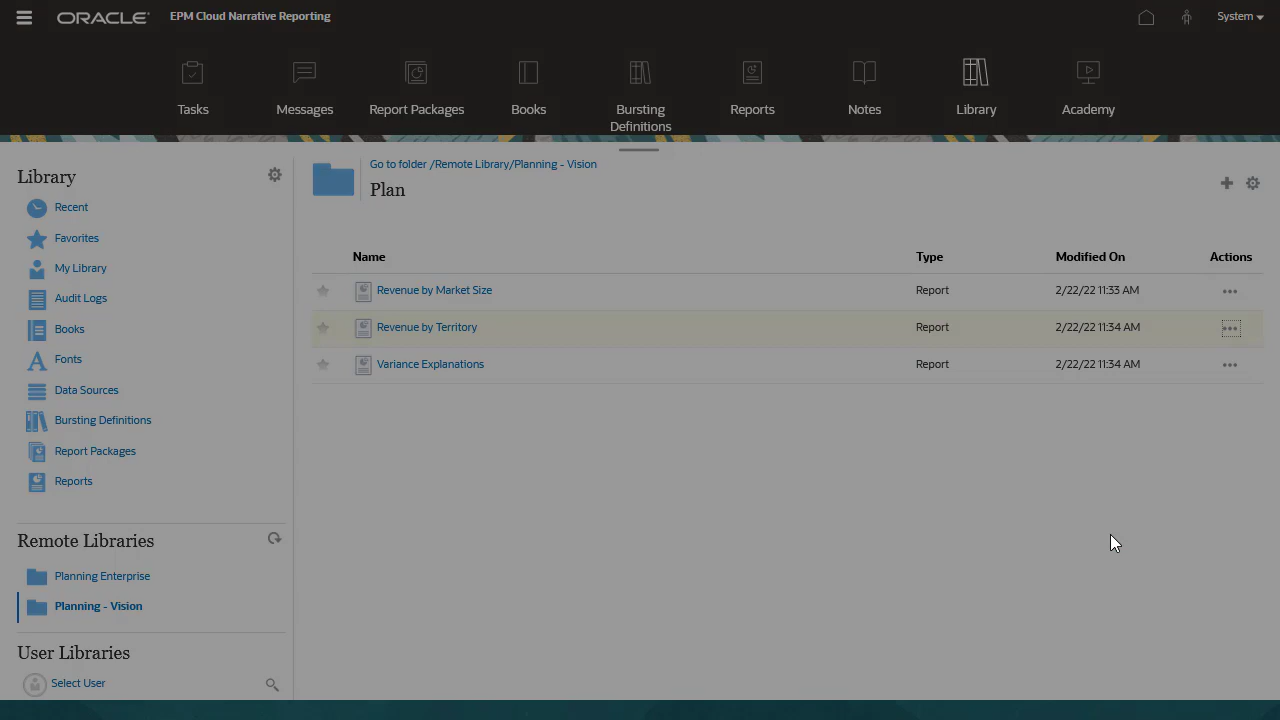 ORACLE EPM Cloud Narrative Reporting System
Tasks Messages Report Packages Books Bursting Definitions Reports Notes Library Academy
Library
Recent
Favorites
My Library
Audit Logs
Books
Fonts
Data Sources
Bursting Definitions
Report Packages
Reports
Remote Libraries
Planning Enterprise
Planning - Vision
User Libraries
Select User
Go to folder /Remote Library/Planning - Vision
Plan
Name Type Modified On Actions
Revenue by Market Size Report 2/22/22 11:33 AM
Revenue by Territory Report 2/22/22 11:34 AM
Variance Explanations Report 2/22/22 11:34 AM